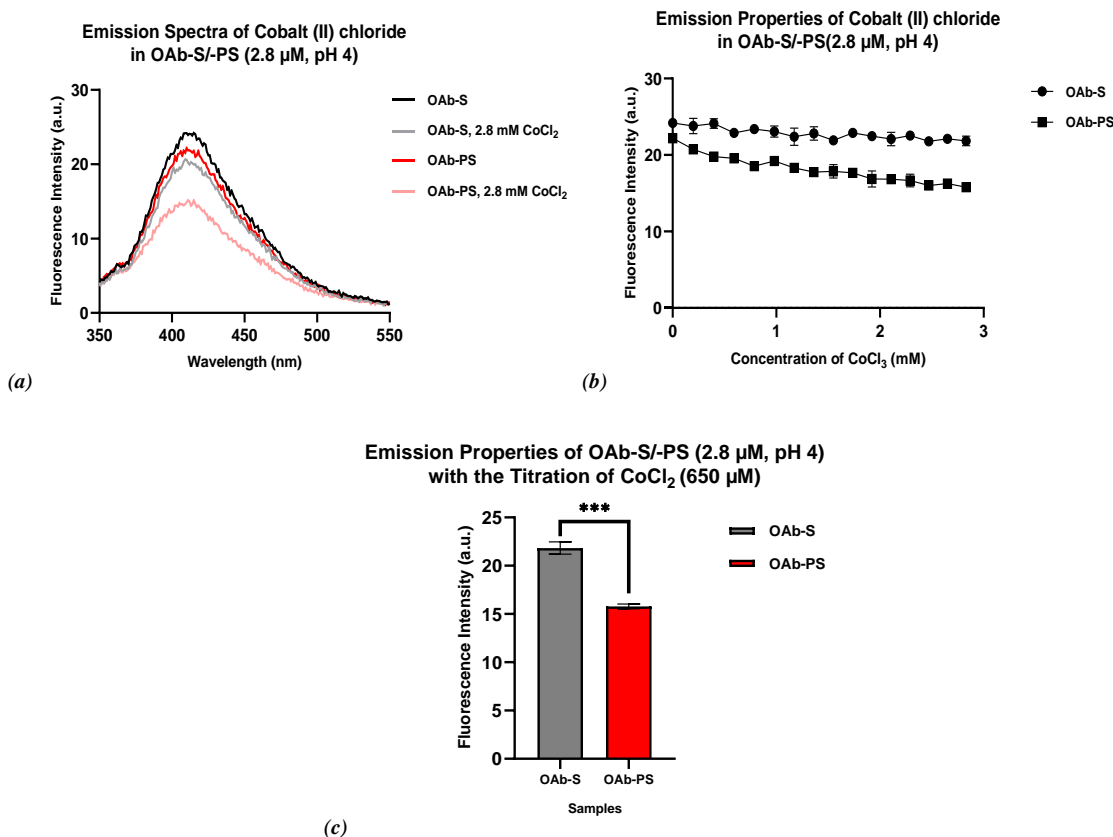 Emission Spectra of Cobalt (II) chloride
in OAb-S/-PS (2.8 µM, pH 4)
Fluorescence Intensity (a.u.)
30
20
10
0
350
400
450
500
550
Wavelength (nm)
OAb-S
OAb-S, 2.8 mM CoCl₂
OAb-PS
OAb-PS, 2.8 mM CoCl₂
(a)
Emission Properties of Cobalt (II) chloride
in OAb-S/-PS(2.8 µM, pH 4)
Fluorescence Intensity (a.u.)
30
20
10
0
0
1
2
3
Concentration of CoCl₃ (mM)
OAb-S
OAb-PS
(b)
Emission Properties of OAb-S/-PS (2.8 µM, pH 4)
with the Titration of CoCl₂ (650 µM)
Fluorescence Intensity (a.u.)
25
20
15
10
5
0
***
OAb-S
OAb-PS
Samples
OAb-S
OAb-PS
(c)